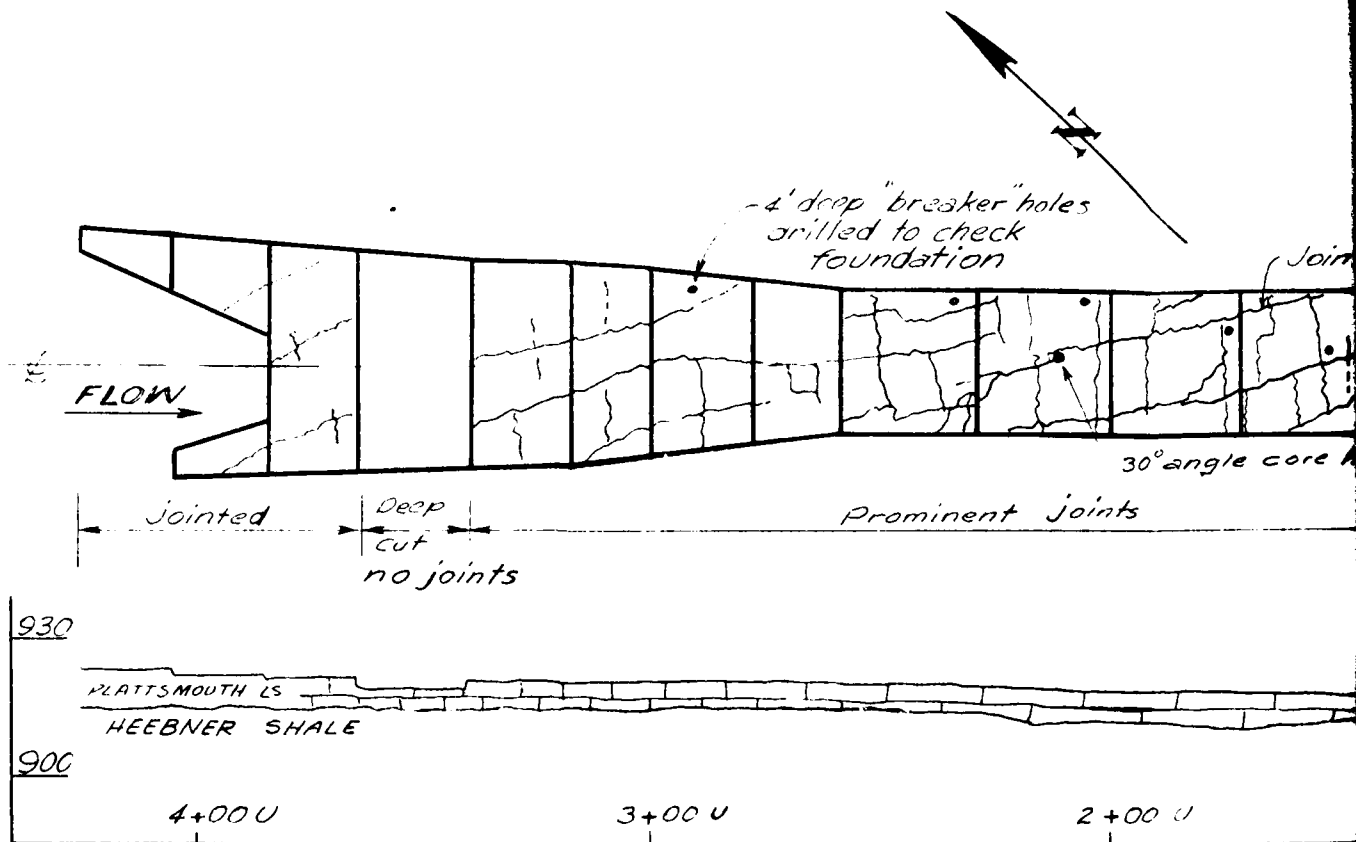 N
4' deep "breaker" holes
drilled to check
foundation
Join
FLOW
30° angle core
Jointed
Deep
cut
no joints
Prominent joints
930
PLATTSMOUTH LS
HEEBNER SHALE
900
4+00 U
3+00 U
2+00 U